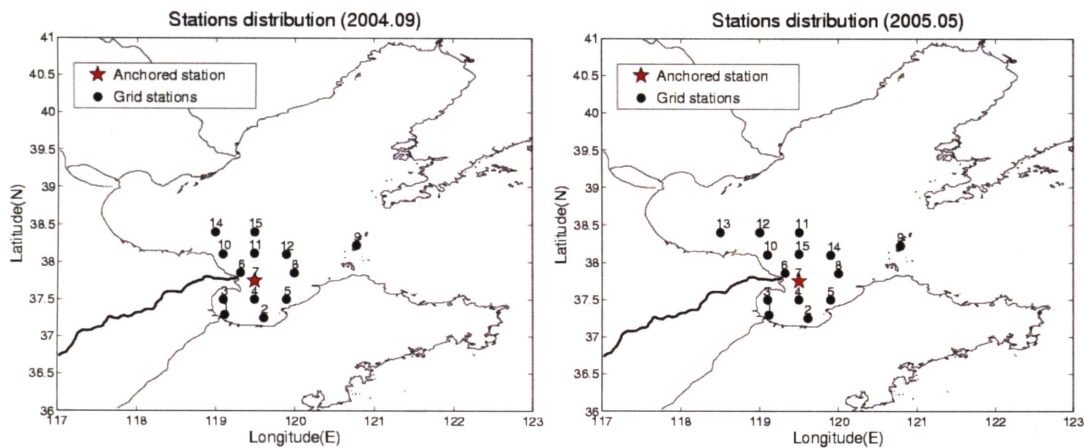 Stations distribution (2004.09)
41
40.5
40
39.5
39
38.5
38
37.5
37
36.5
36
Latitude(N)
Anchored station
Grid stations
14 15
10 11 12 9
6 7 8
3 4 5
2
117 118 119 120 121 122 123
Longitude(E)
Stations distribution (2005.05)
41
40.5
40
39.5
39
38.5
38
37.5
37
36.5
36
Latitude(N)
Anchored station
Grid stations
13 12 11
10 15 14 9
6 7 8
3 4 5
2
117 118 119 120 121 122 123
Longitude(E)